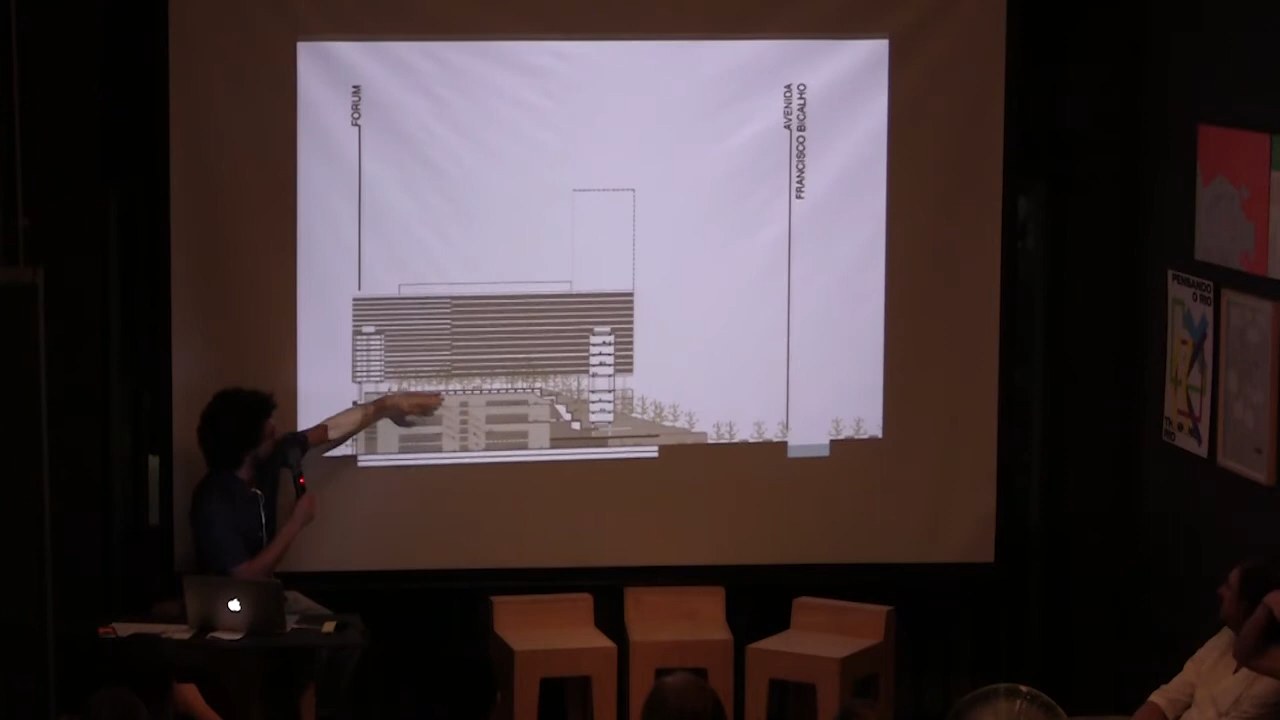 FORUM
AVENIDA
FRANCISCO BICALHO
PENSANDO
O RIO